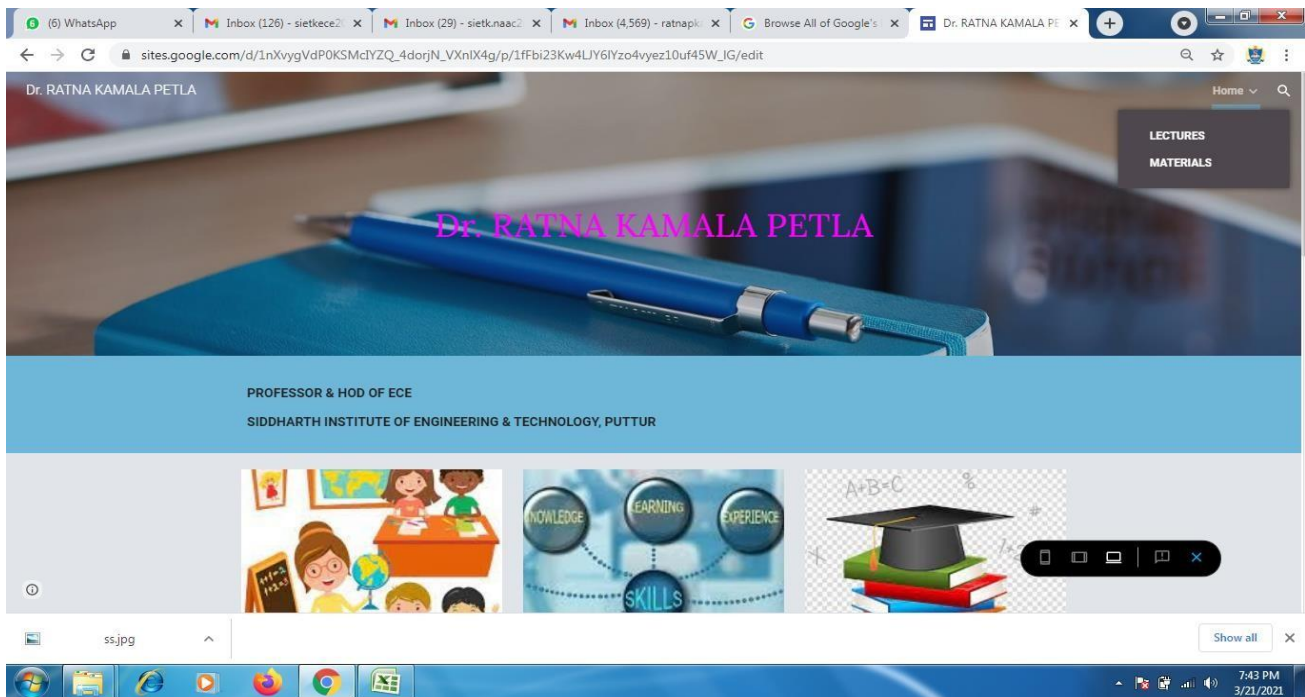 (6) WhatsApp
Inbox (126) - sietkece2
Inbox (29) - sietk.naac2
Inbox (4,569) - ratnapk
Browse All of Google's
Dr. RATNA KAMALA PE
sites.google.com/d/1nXvygVdP0KSMcIYZQ_4dorjN_VXnlX4g/p/1fFbi23Kw4LJY6lYzo4vyez10uf45W_lG/edit
Dr. RATNA KAMALA PETLA
Home
LECTURES
MATERIALS
Dr. RATNA KAMALA PETLA
PROFESSOR & HOD OF ECE
SIDDHARTH INSTITUTE OF ENGINEERING & TECHNOLOGY, PUTTUR
KNOWLEDGE
LEARNING
EXPERIENCE
SKILLS
A+B=C
%
#
ss.jpg
Show all
7:43 PM
3/21/2021